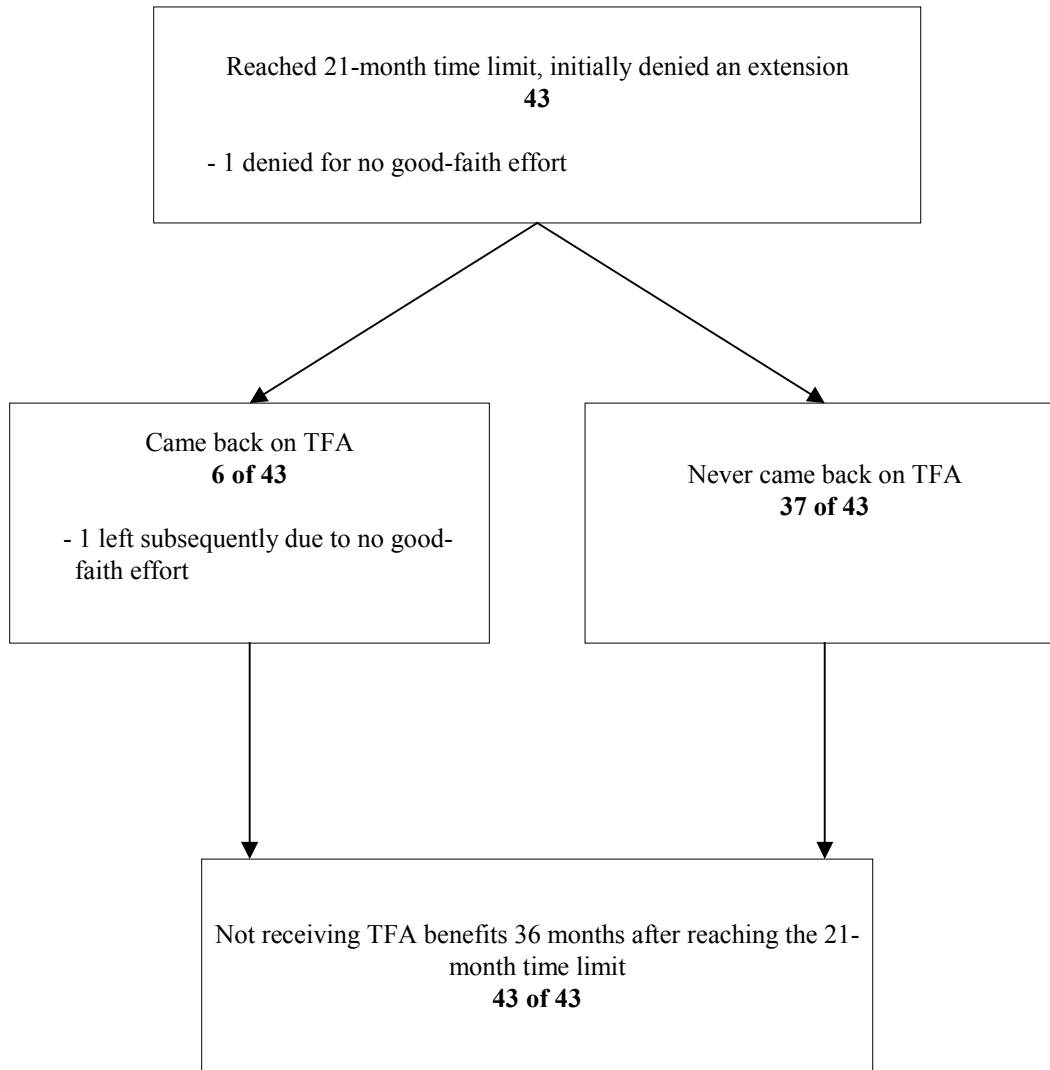 Reached 21-month time limit, initially denied an extension
43
- 1 denied for no good-faith effort
Came back on TFA
6 of 43
- 1 left subsequently due to no good-
faith effort
Never came back on TFA
37 of 43
Not receiving TFA benefits 36 months after reaching the 21-
month time limit
43 of 43